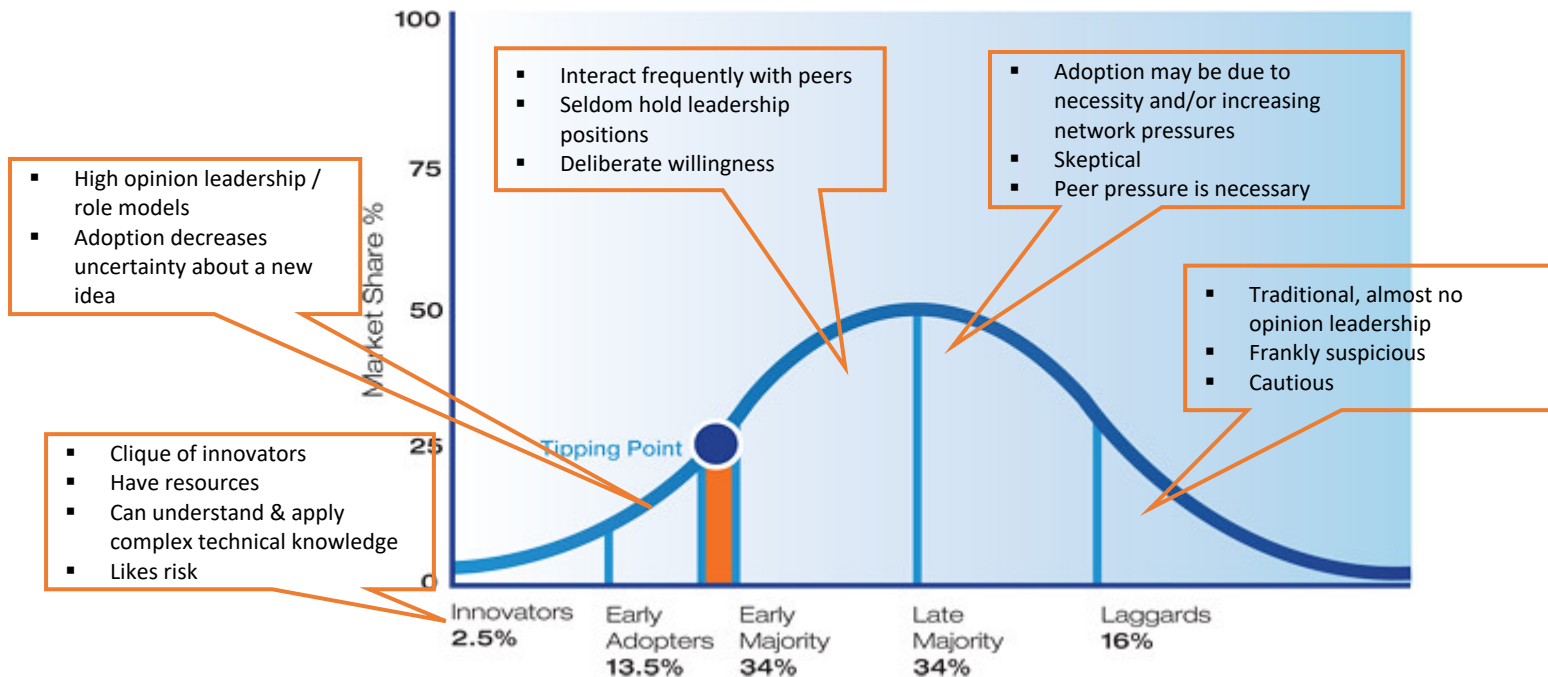 100
75
50
25
0
Market Share %
▪ High opinion leadership /
role models
▪ Adoption decreases
uncertainty about a new
idea
▪ Interact frequently with peers
▪ Seldom hold leadership
positions
▪ Deliberate willingness
▪ Adoption may be due to
necessity and/or increasing
network pressures
▪ Skeptical
▪ Peer pressure is necessary
▪ Traditional, almost no
opinion leadership
▪ Frankly suspicious
▪ Cautious
▪ Clique of innovators
▪ Have resources
▪ Can understand & apply
complex technical knowledge
▪ Likes risk
Tipping Point
Innovators
2.5%
Early
Adopters
13.5%
Early
Majority
34%
Late
Majority
34%
Laggards
16%